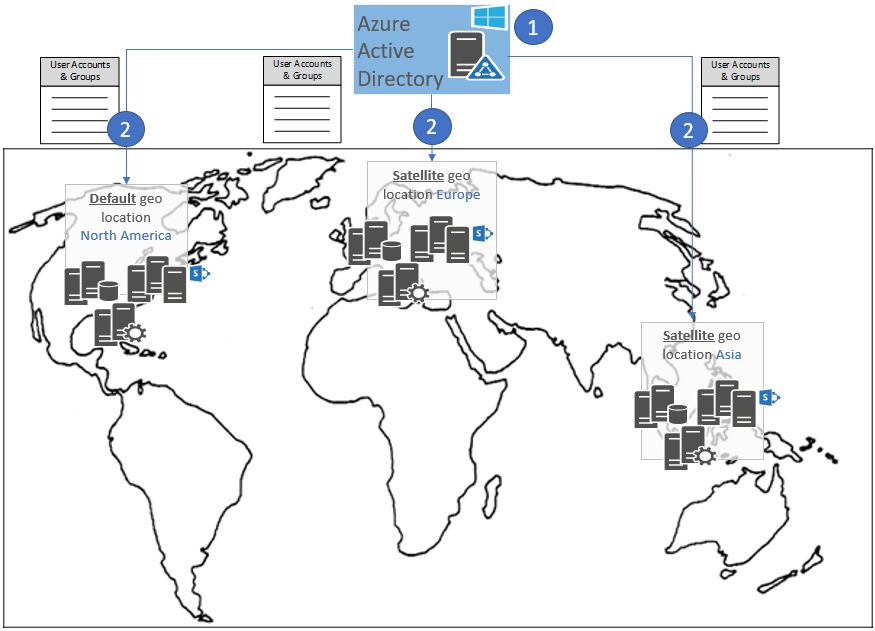 Azure
Active
Directory
1
User Accounts
& Groups
User Accounts
& Groups
User Accounts
& Groups
2
2
2
Default geo
location
North America
S
Satellite geo
location Europe
S
Satellite geo
location Asia
S